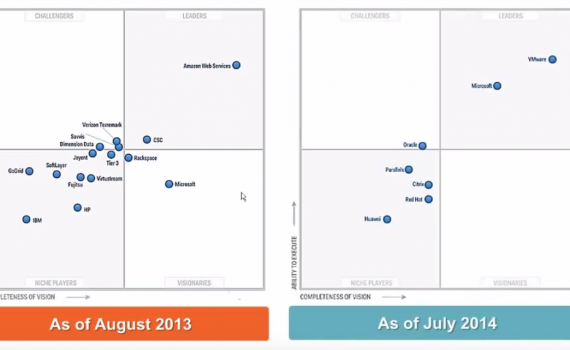 CHALLENGERS
LEADERS
Amazon Web Services
Verizon Terremark
CSC
Savvis
Dimension Data
Joyent
Tier 3
Rackspace
GoGrid
SoftLayer
Fujitsu
Virtustream
Microsoft
HP
IBM
NICHE PLAYERS
VISIONARIES
COMPLETENESS OF VISION
As of August 2013
CHALLENGERS
LEADERS
VMware
Microsoft
Oracle
Parallels
Citrix
Red Hat
Huawei
ABILITY TO EXECUTE
NICHE PLAYERS
VISIONARIES
COMPLETENESS OF VISION
As of July 2014